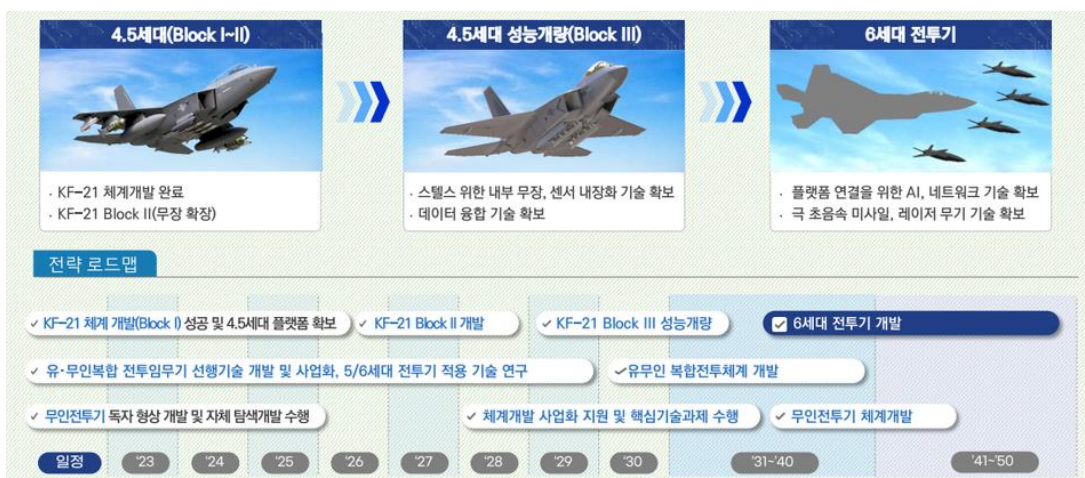 4.5세대(Block I~II)
4.5세대 성능개량(Block III)
6세대 전투기
· KF-21 체계개발 완료
· KF-21 Block II(무장 확장)
· 스텔스 위한 내부 무장, 센서 내장화 기술 확보
· 데이터 융합 기술 확보
· 플랫폼 연결을 위한 AI, 네트워크 기술 확보
· 극 초음속 미사일, 레이저 무기 기술 확보
전략 로드맵
✓ KF-21 체계 개발(Block I) 성공 및 4.5세대 플랫폼 확보
✓ KF-21 Block II 개발
✓ KF-21 Block III 성능개량
✓ 6세대 전투기 개발
✓ 유·무인복합 전투임무기 선행기술 개발 및 사업화, 5/6세대 전투기 적용 기술 연구
✓유무인 복합전투체계 개발
✓ 무인전투기 독자 형상 개발 및 자체 탐색개발 수행
✓ 체계개발 사업화 지원 및 핵심기술과제 수행
✓ 무인전투기 체계개발
일정
'23
'24
'25
'26
'27
'28
'29
'30
'31~'40
'41~'50